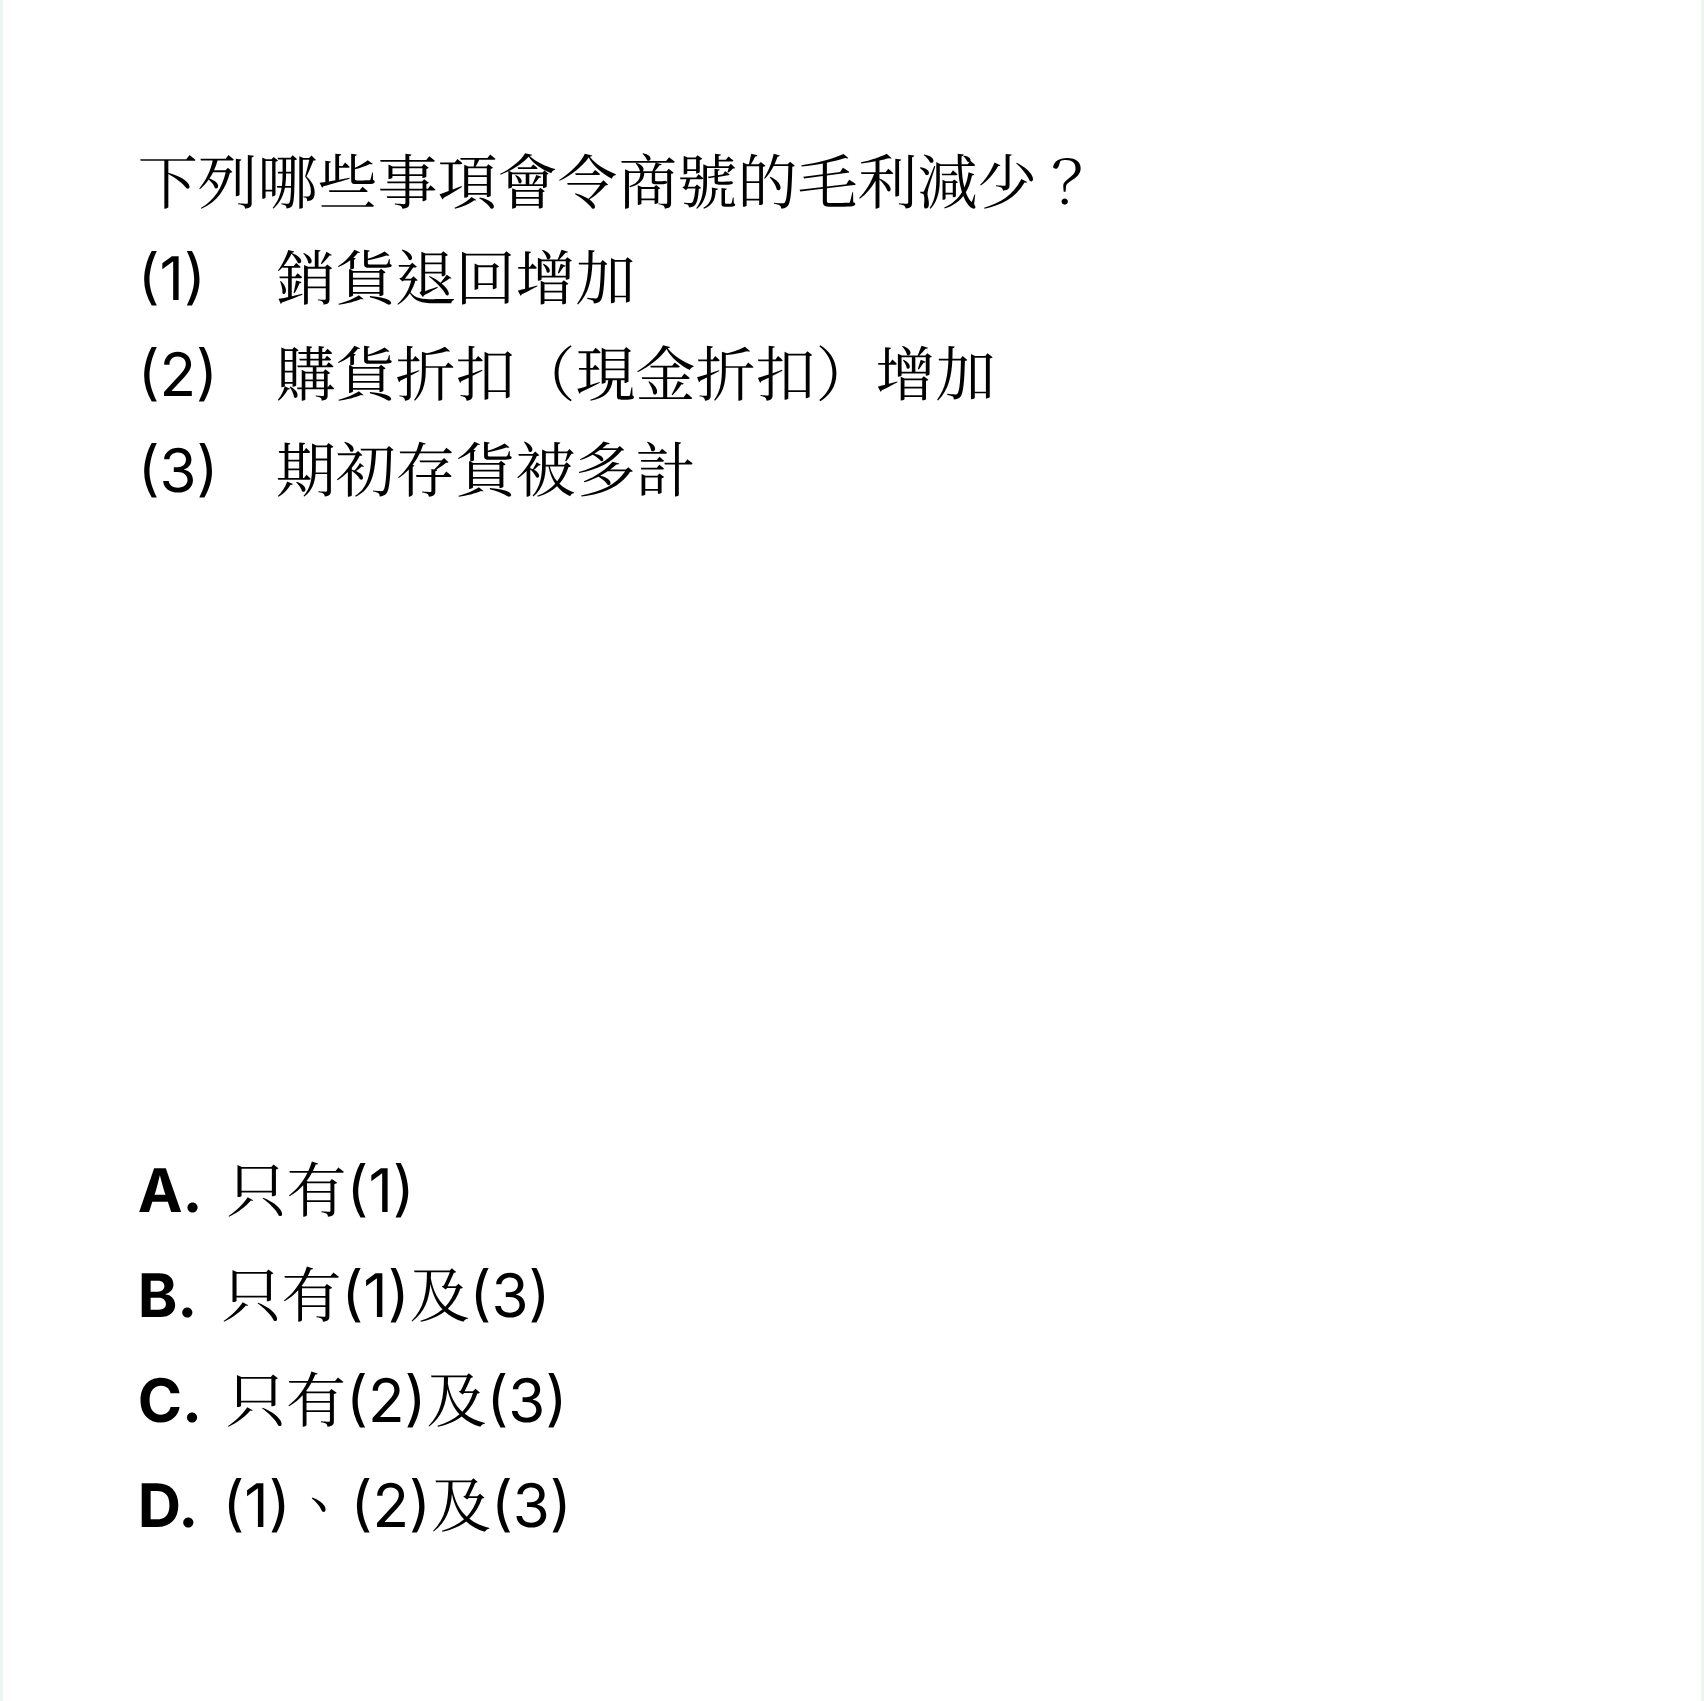 下列哪些事項會令商號的毛利減少？
(1) 銷貨退回增加
(2) 購貨折扣（現金折扣）增加
(3) 期初存貨被多計
A. 只有(1)
B. 只有(1)及(3)
C. 只有(2)及(3)
D. (1)、(2)及(3)